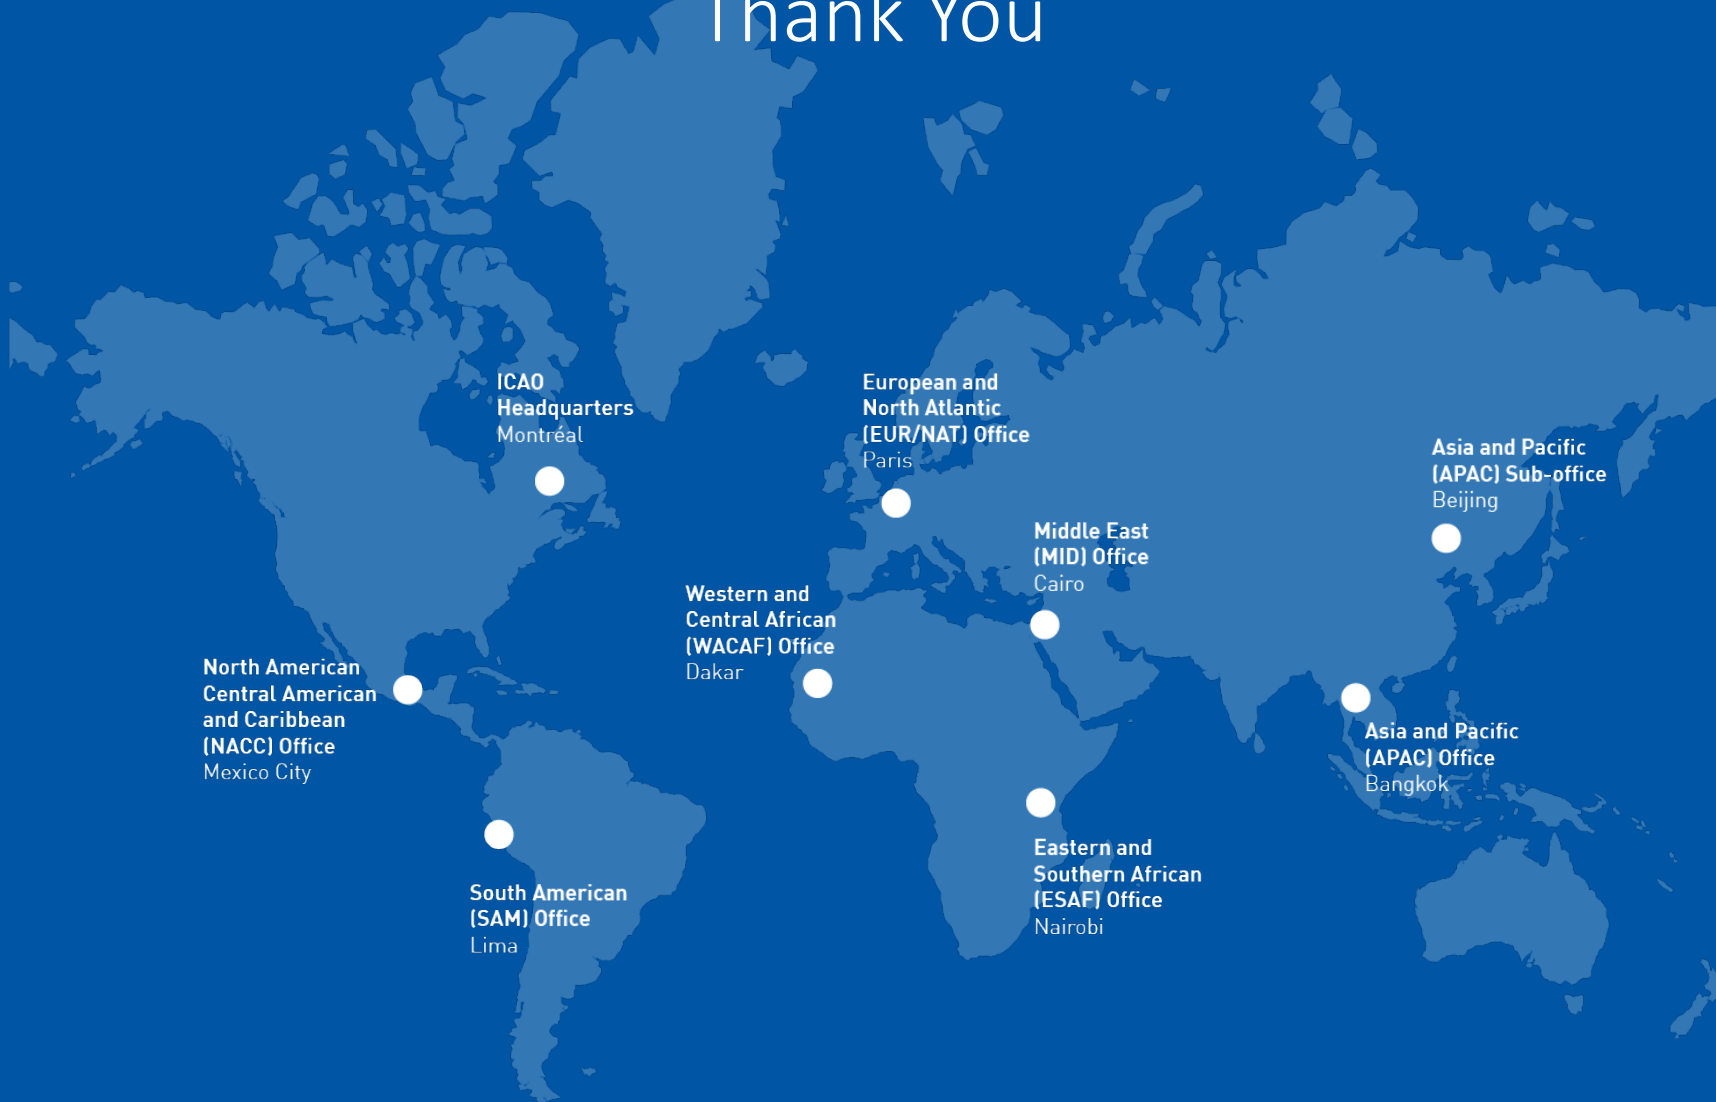 Thank You
ICAO
Headquarters
Montréal
European and
North Atlantic
(EUR/NAT) Office
Paris
Asia and Pacific
(APAC) Sub-office
Beijing
Middle East
(MID) Office
Cairo
Western and
Central African
(WACAF) Office
Dakar
North American
Central American
and Caribbean
(NACC) Office
Mexico City
Asia and Pacific
(APAC) Office
Bangkok
South American
(SAM) Office
Lima
Eastern and
Southern African
(ESAF) Office
Nairobi